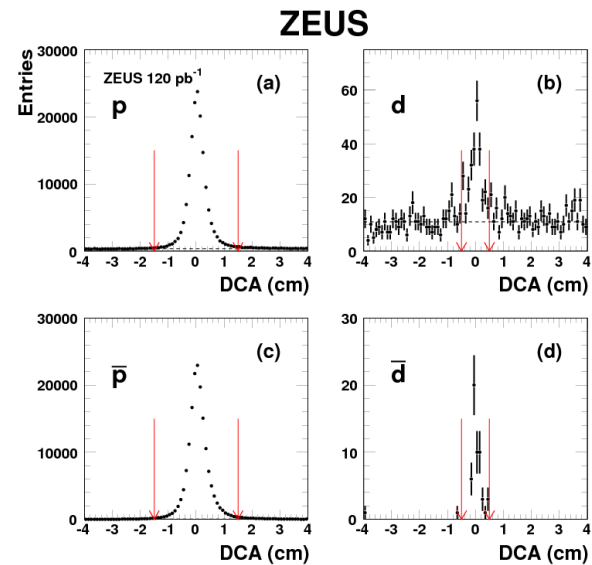 ZEUS
Entries
30000
20000
10000
0
ZEUS 120 pb-1
(a)
p
-4 -3 -2 -1 0 1 2 3 4
DCA (cm)
60
40
20
0
(b)
d
-4 -3 -2 -1 0 1 2 3 4
DCA (cm)
30000
20000
10000
0
(c)
p̅
-4 -3 -2 -1 0 1 2 3 4
DCA (cm)
30
20
10
0
(d)
d̅
-4 -3 -2 -1 0 1 2 3 4
DCA (cm)